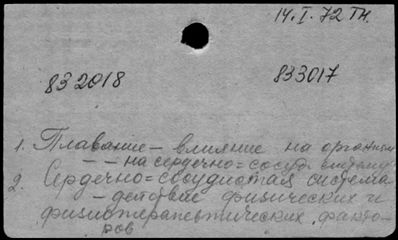 14.I.72 Тн.
832018 833017
1. Плавание – влияние на организм
– – на сердечно=сосуд. систему
2. Сердечно=сосудистая система
– действие физических и
физиотерапевтических факто-
ров